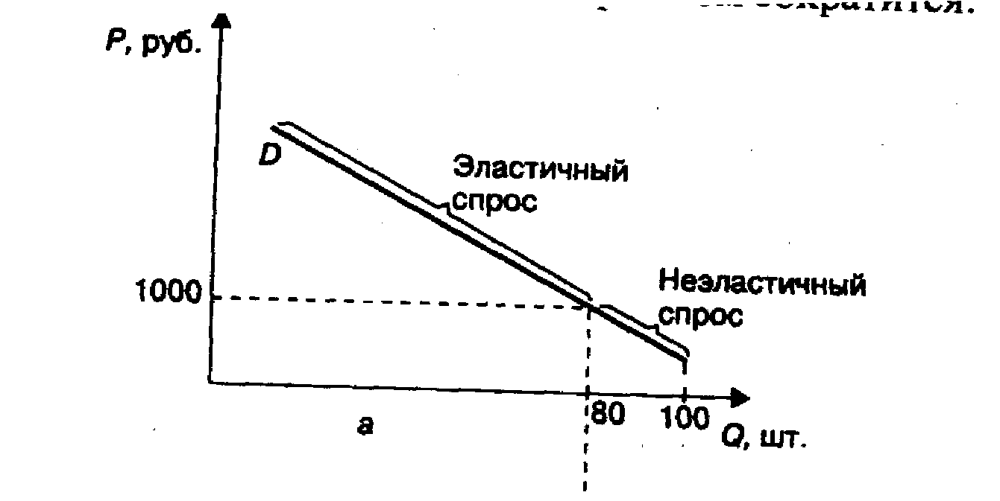 P, руб.
D
Эластичный
спрос
1000
Неэластичный
спрос
80
100
a
Q, шт.